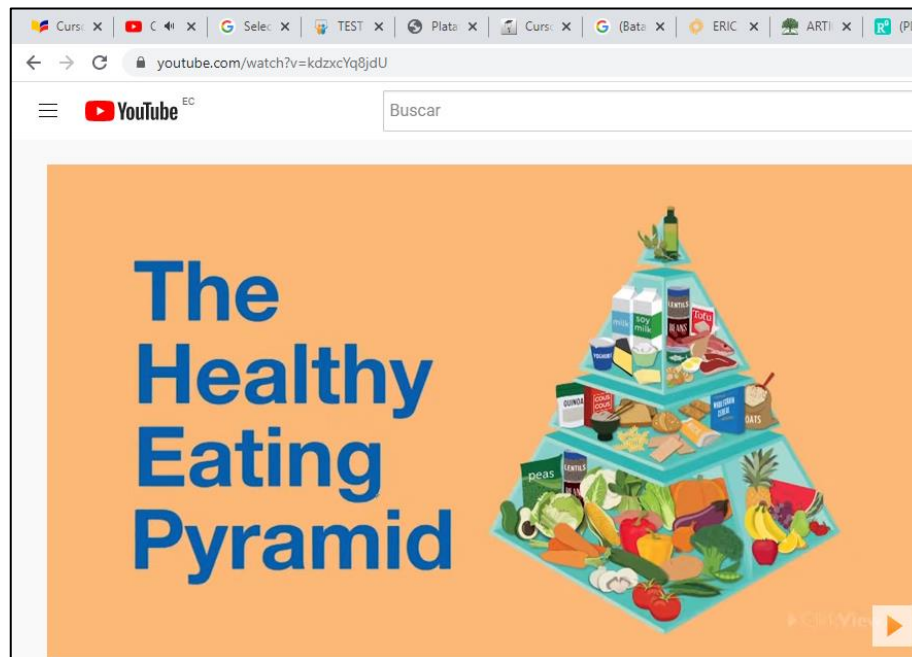 Curs C Selec TEST Plata Curs (Bata ERIC ARTI (Pl
youtube.com/watch?v=kdzxcYq8jdU
YouTube EC
Buscar
The
Healthy
Eating
Pyramid
milk
soy
milk
LENTILS
BEANS
Tofu
YOGHURT
QUINOA
COUS
COUS
OATS
peas
LENTILS